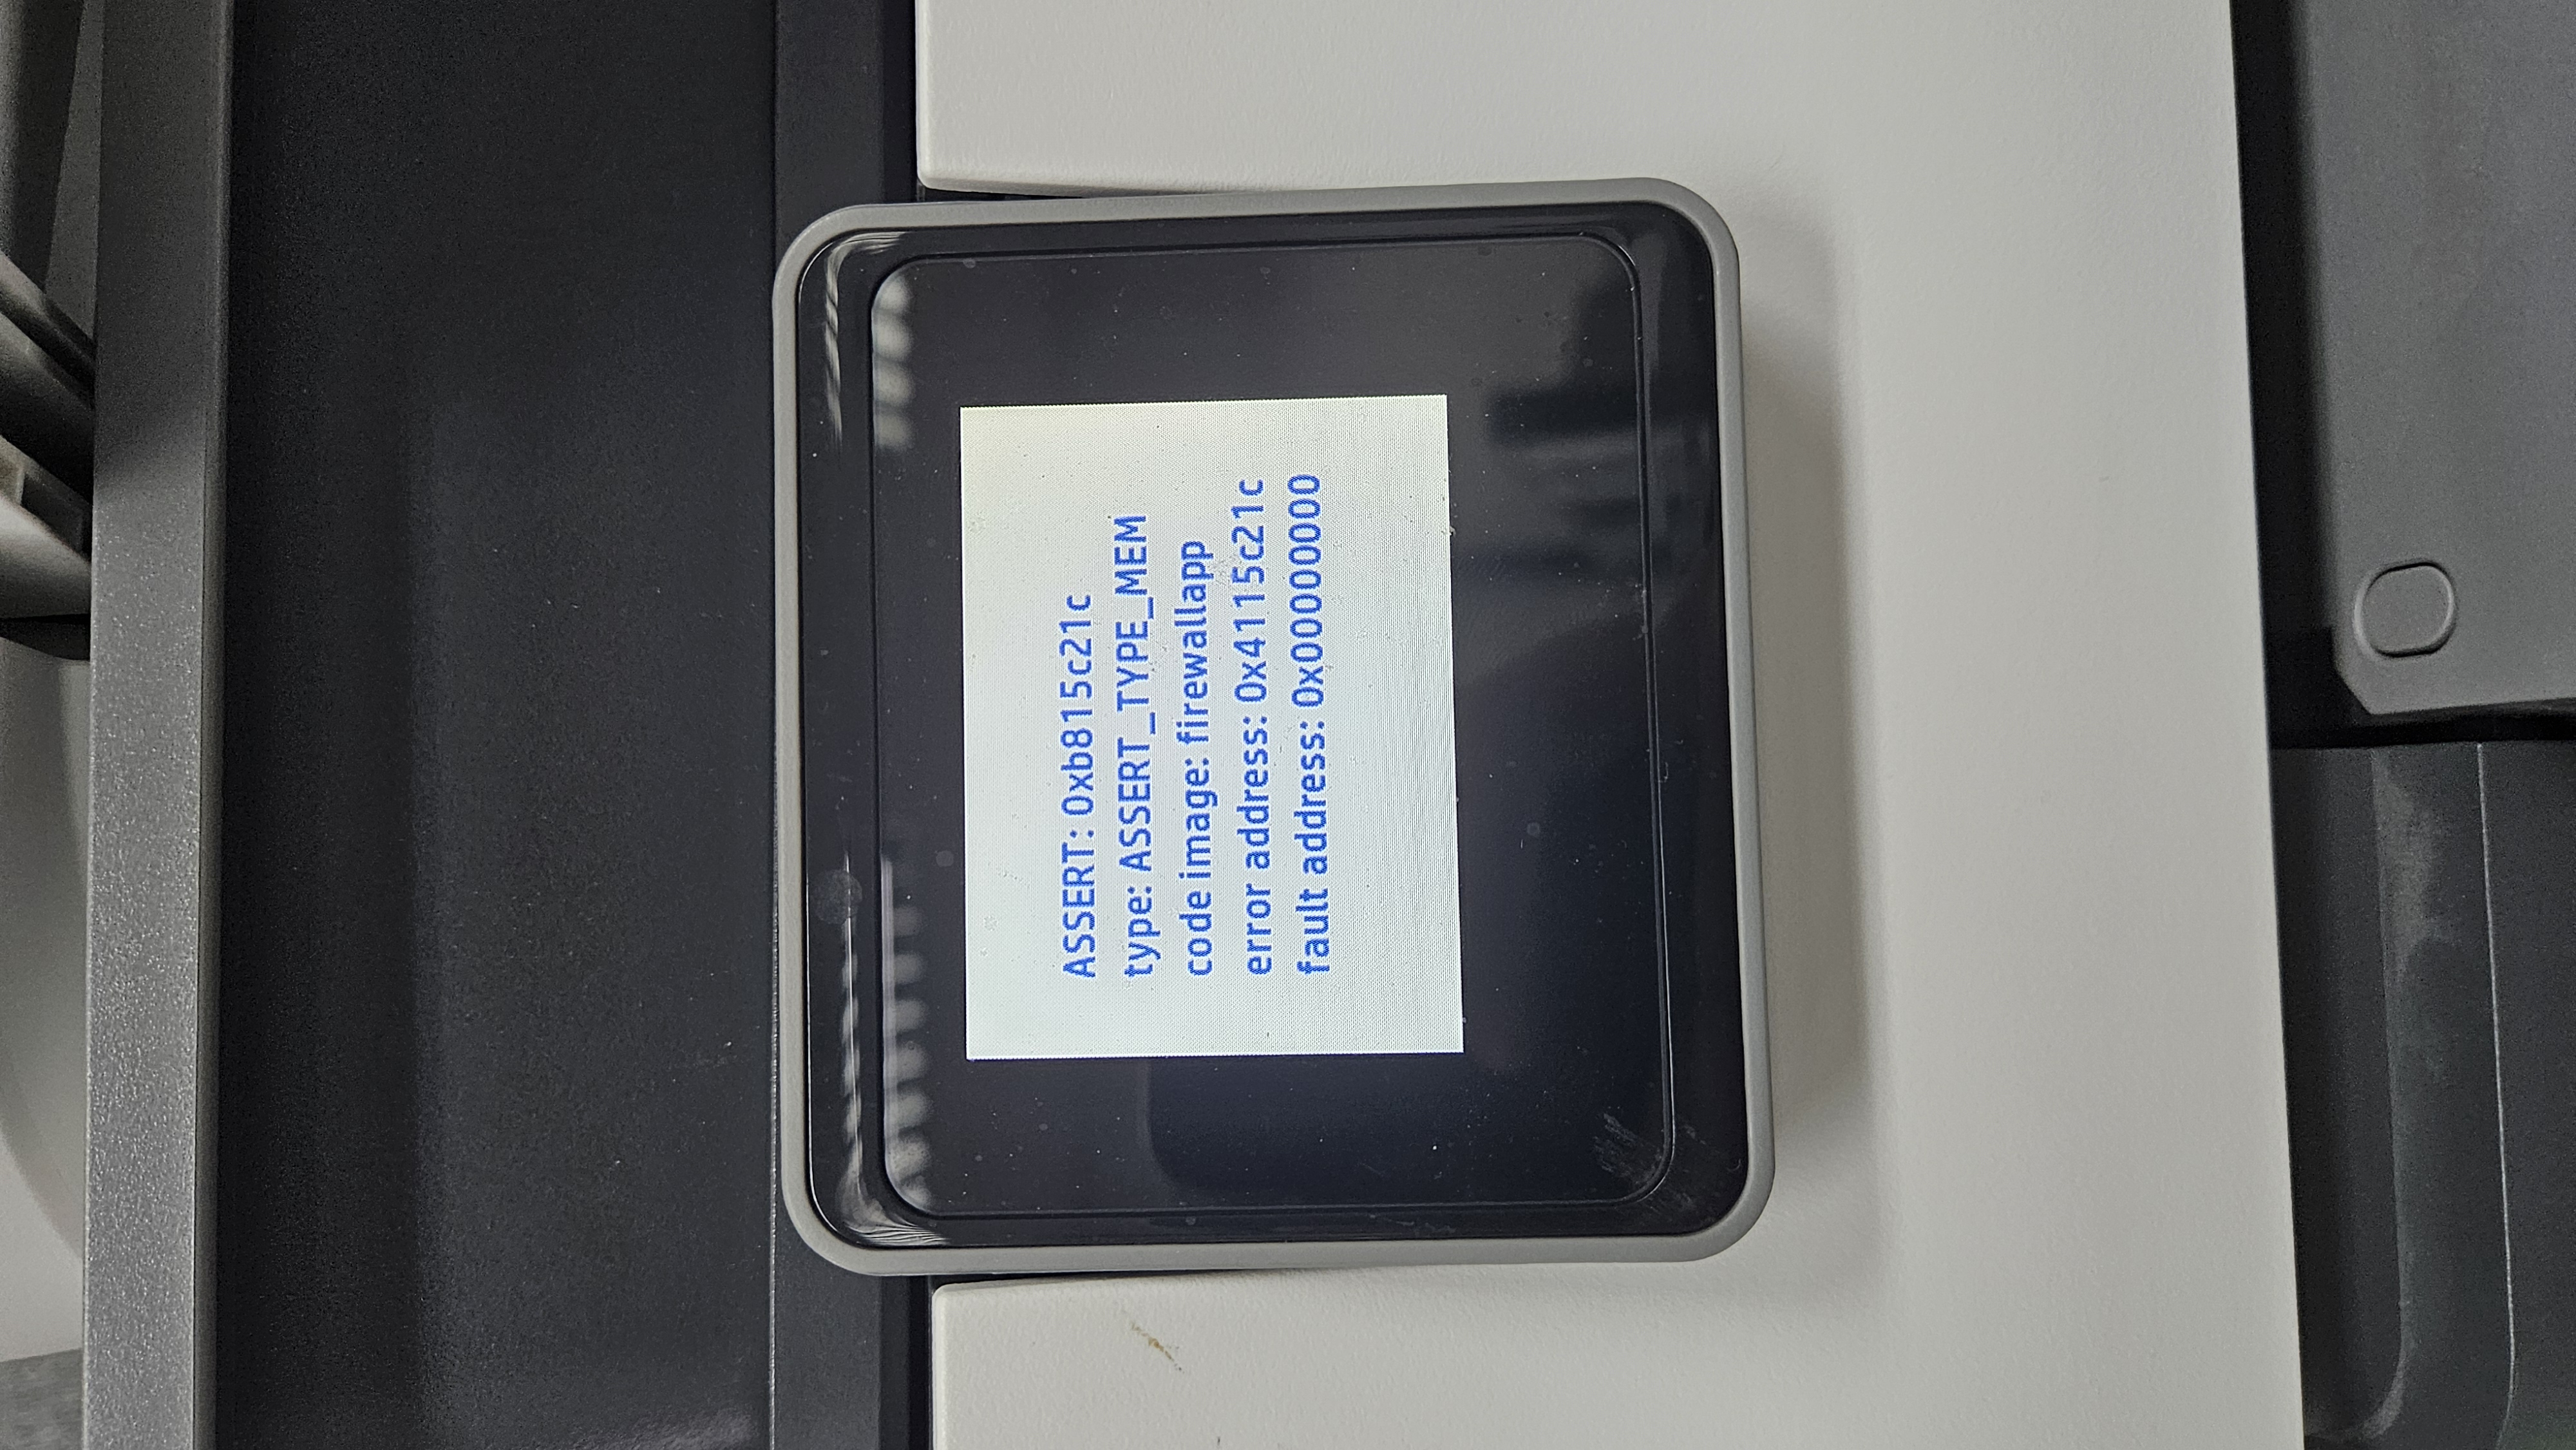 ASSERT: 0xb815c21c
type: ASSERT_TYPE_MEM
code image: firewallapp
error address: 0x4115c21c
fault address: 0x00000000